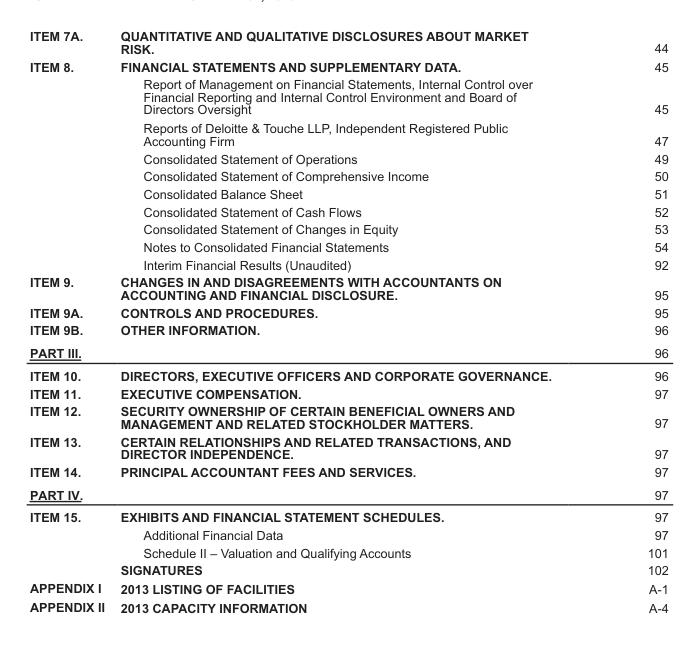 ITEM 7A. QUANTITATIVE AND QUALITATIVE DISCLOSURES ABOUT MARKET
RISK. 44
ITEM 8. FINANCIAL STATEMENTS AND SUPPLEMENTARY DATA. 45
Report of Management on Financial Statements, Internal Control over
Financial Reporting and Internal Control Environment and Board of
Directors Oversight 45
Reports of Deloitte & Touche LLP, Independent Registered Public
Accounting Firm 47
Consolidated Statement of Operations 49
Consolidated Statement of Comprehensive Income 50
Consolidated Balance Sheet 51
Consolidated Statement of Cash Flows 52
Consolidated Statement of Changes in Equity 53
Notes to Consolidated Financial Statements 54
Interim Financial Results (Unaudited) 92
ITEM 9. CHANGES IN AND DISAGREEMENTS WITH ACCOUNTANTS ON
ACCOUNTING AND FINANCIAL DISCLOSURE. 95
ITEM 9A. CONTROLS AND PROCEDURES. 95
ITEM 9B. OTHER INFORMATION. 96
PART III. 96
ITEM 10. DIRECTORS, EXECUTIVE OFFICERS AND CORPORATE GOVERNANCE. 96
ITEM 11. EXECUTIVE COMPENSATION. 97
ITEM 12. SECURITY OWNERSHIP OF CERTAIN BENEFICIAL OWNERS AND
MANAGEMENT AND RELATED STOCKHOLDER MATTERS. 97
ITEM 13. CERTAIN RELATIONSHIPS AND RELATED TRANSACTIONS, AND
DIRECTOR INDEPENDENCE. 97
ITEM 14. PRINCIPAL ACCOUNTANT FEES AND SERVICES. 97
PART IV. 97
ITEM 15. EXHIBITS AND FINANCIAL STATEMENT SCHEDULES. 97
Additional Financial Data 97
Schedule II – Valuation and Qualifying Accounts 101
SIGNATURES 102
APPENDIX I 2013 LISTING OF FACILITIES A-1
APPENDIX II 2013 CAPACITY INFORMATION A-4